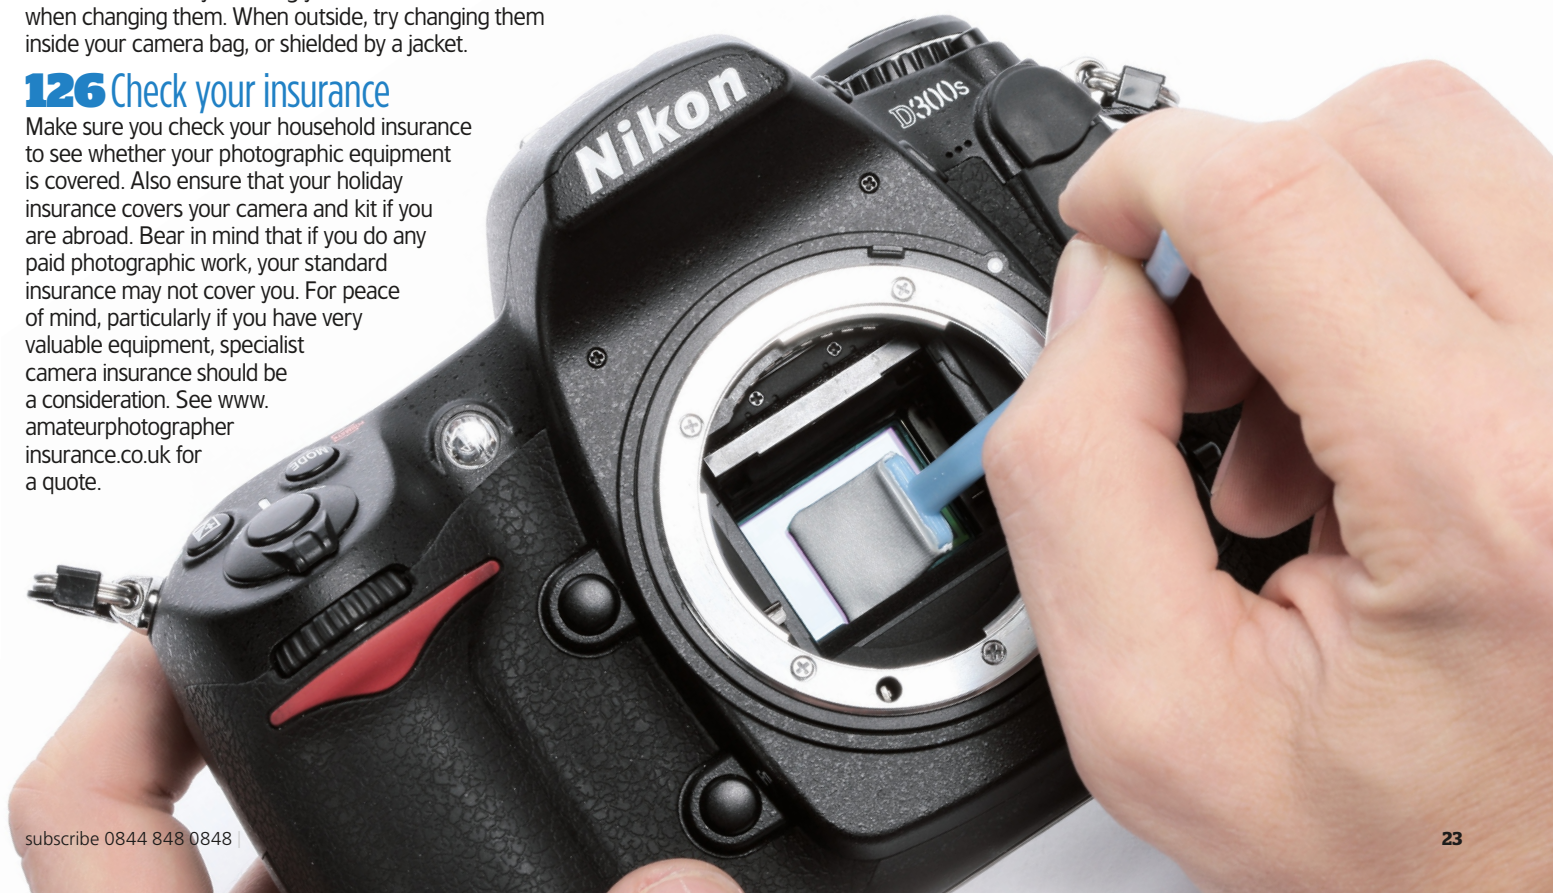 when changing them. When outside, try changing them
inside your camera bag, or shielded by a jacket.
126 Check your insurance
Make sure you check your household insurance
to see whether your photographic equipment
is covered. Also ensure that your holiday
insurance covers your camera and kit if you
are abroad. Bear in mind that if you do any
paid photographic work, your standard
insurance may not cover you. For peace
of mind, particularly if you have very
valuable equipment, specialist
camera insurance should be
a consideration. See www.
amateurphotographer
insurance.co.uk for
a quote.
Nikon
D300s
MODE
subscribe 0844 848 0848
23